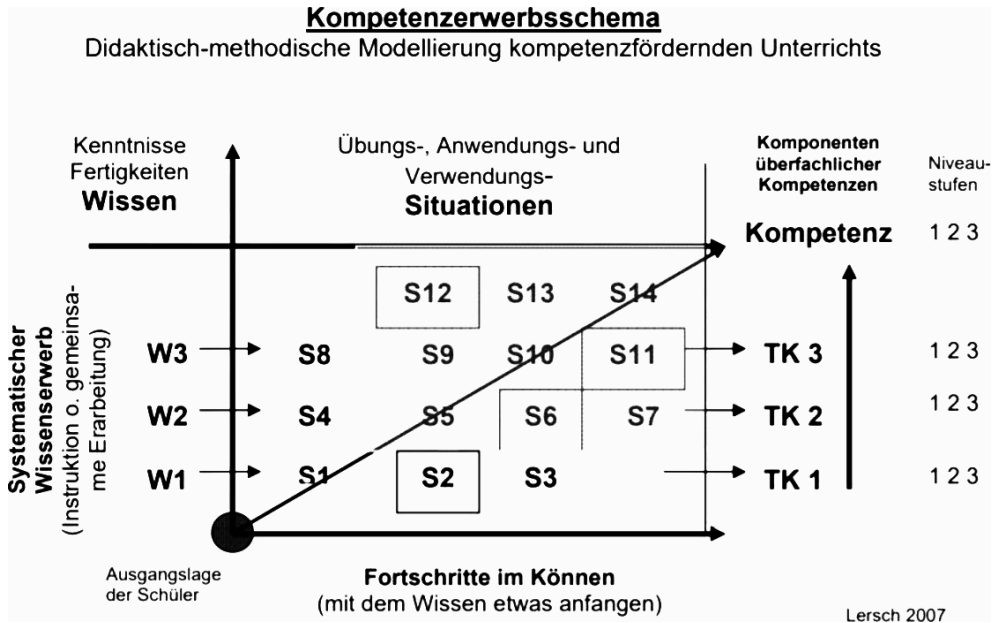 Kompetenzerwerbsschema
Didaktisch-methodische Modellierung kompetenzfördernden Unterrichts
Kenntnisse
Fertigkeiten
Wissen
Übungs-, Anwendungs- und
Verwendungs-
Situationen
Komponenten
überfachlicher
Kompetenzen
Niveau-
stufen
Kompetenz
1 2 3
Systematischer
Wissenserwerb
(Instruktion o. gemeinsa-
me Erarbeitung)
S12 S13 S14
W3 S8 S9 S10 S11 TK 3 1 2 3
W2 S4 S5 S6 S7 TK 2 1 2 3
W1 S1 S2 S3 TK 1 1 2 3
Ausgangslage
der Schüler
Fortschritte im Können
(mit dem Wissen etwas anfangen)
Lersch 2007